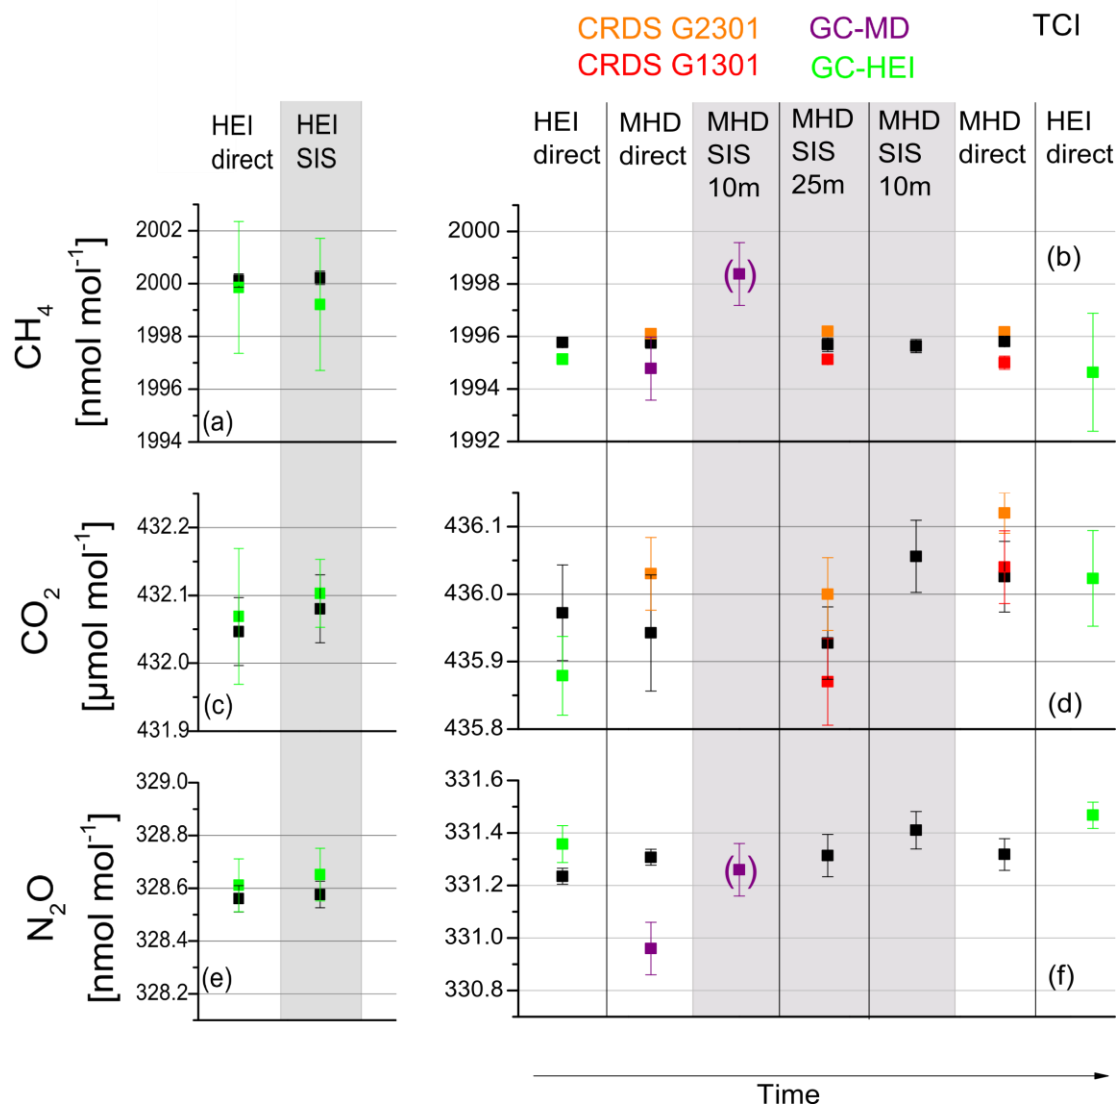 CRDS G2301 GC-MD TCI
CRDS G1301 GC-HEI
HEI
direct
HEI
SIS
HEI
direct
MHD
direct
MHD
SIS
10m
MHD
SIS
25m
MHD
SIS
10m
MHD
direct
HEI
direct
CH₄
[nmol mol⁻¹]
2002
2000
1998
1996
1994
(a)
2000
1998
1996
1994
1992
( )
(b)
CO₂
[µmol mol⁻¹]
432.2
432.1
432.0
431.9
(c)
436.1
436.0
435.9
435.8
(d)
N₂O
[nmol mol⁻¹]
329.0
328.8
328.6
328.4
328.2
(e)
331.6
331.4
331.2
331.0
330.8
( )
(f)
Time